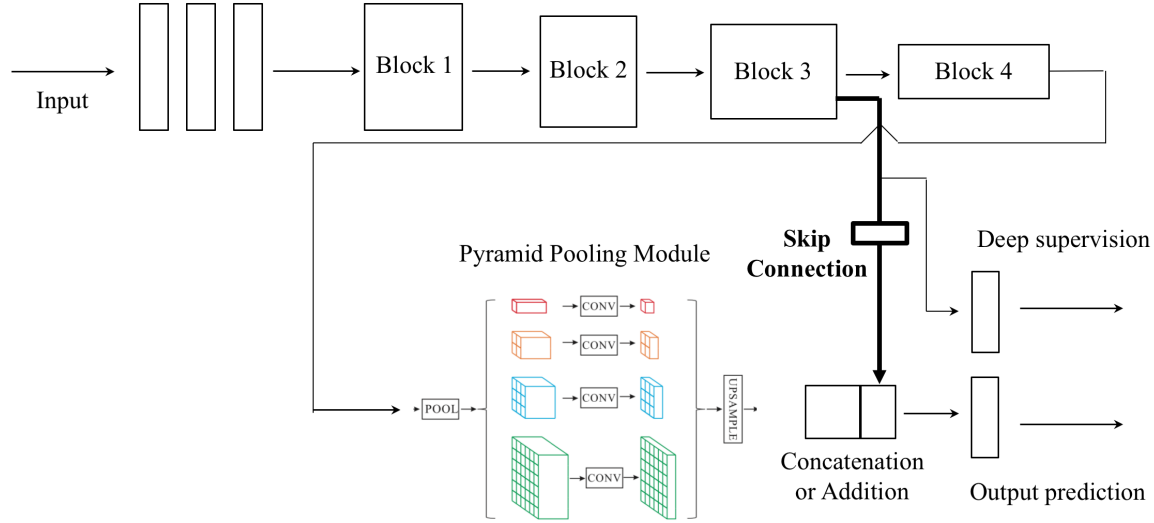 Input
Block 1
Block 2
Block 3
Block 4
Skip
Connection
Deep supervision
Pyramid Pooling Module
CONV
CONV
POOL
CONV
UPSAMPLE
CONV
Concatenation
or Addition
Output prediction